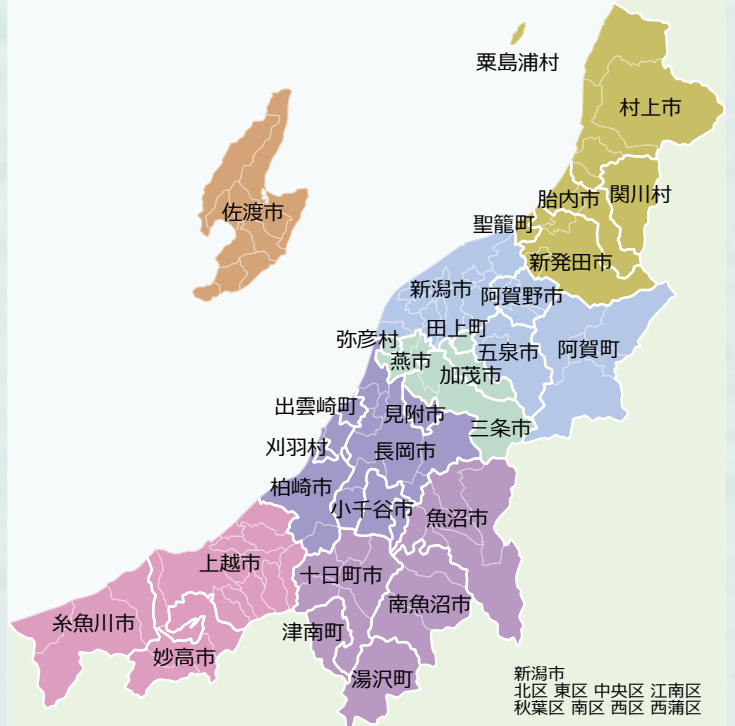 粟島浦村
村上市
関川村
胎内市
佐渡市
聖籠町
新発田市
新潟市
阿賀野市
田上町
弥彦村
五泉市
阿賀町
燕市
加茂市
出雲崎町
見附市
三条市
刈羽村
長岡市
柏崎市
小千谷市
魚沼市
上越市
十日町市
南魚沼市
糸魚川市
津南町
妙高市
湯沢町
新潟市
北区 東区 中央区 江南区
秋葉区 南区 西区 西蒲区